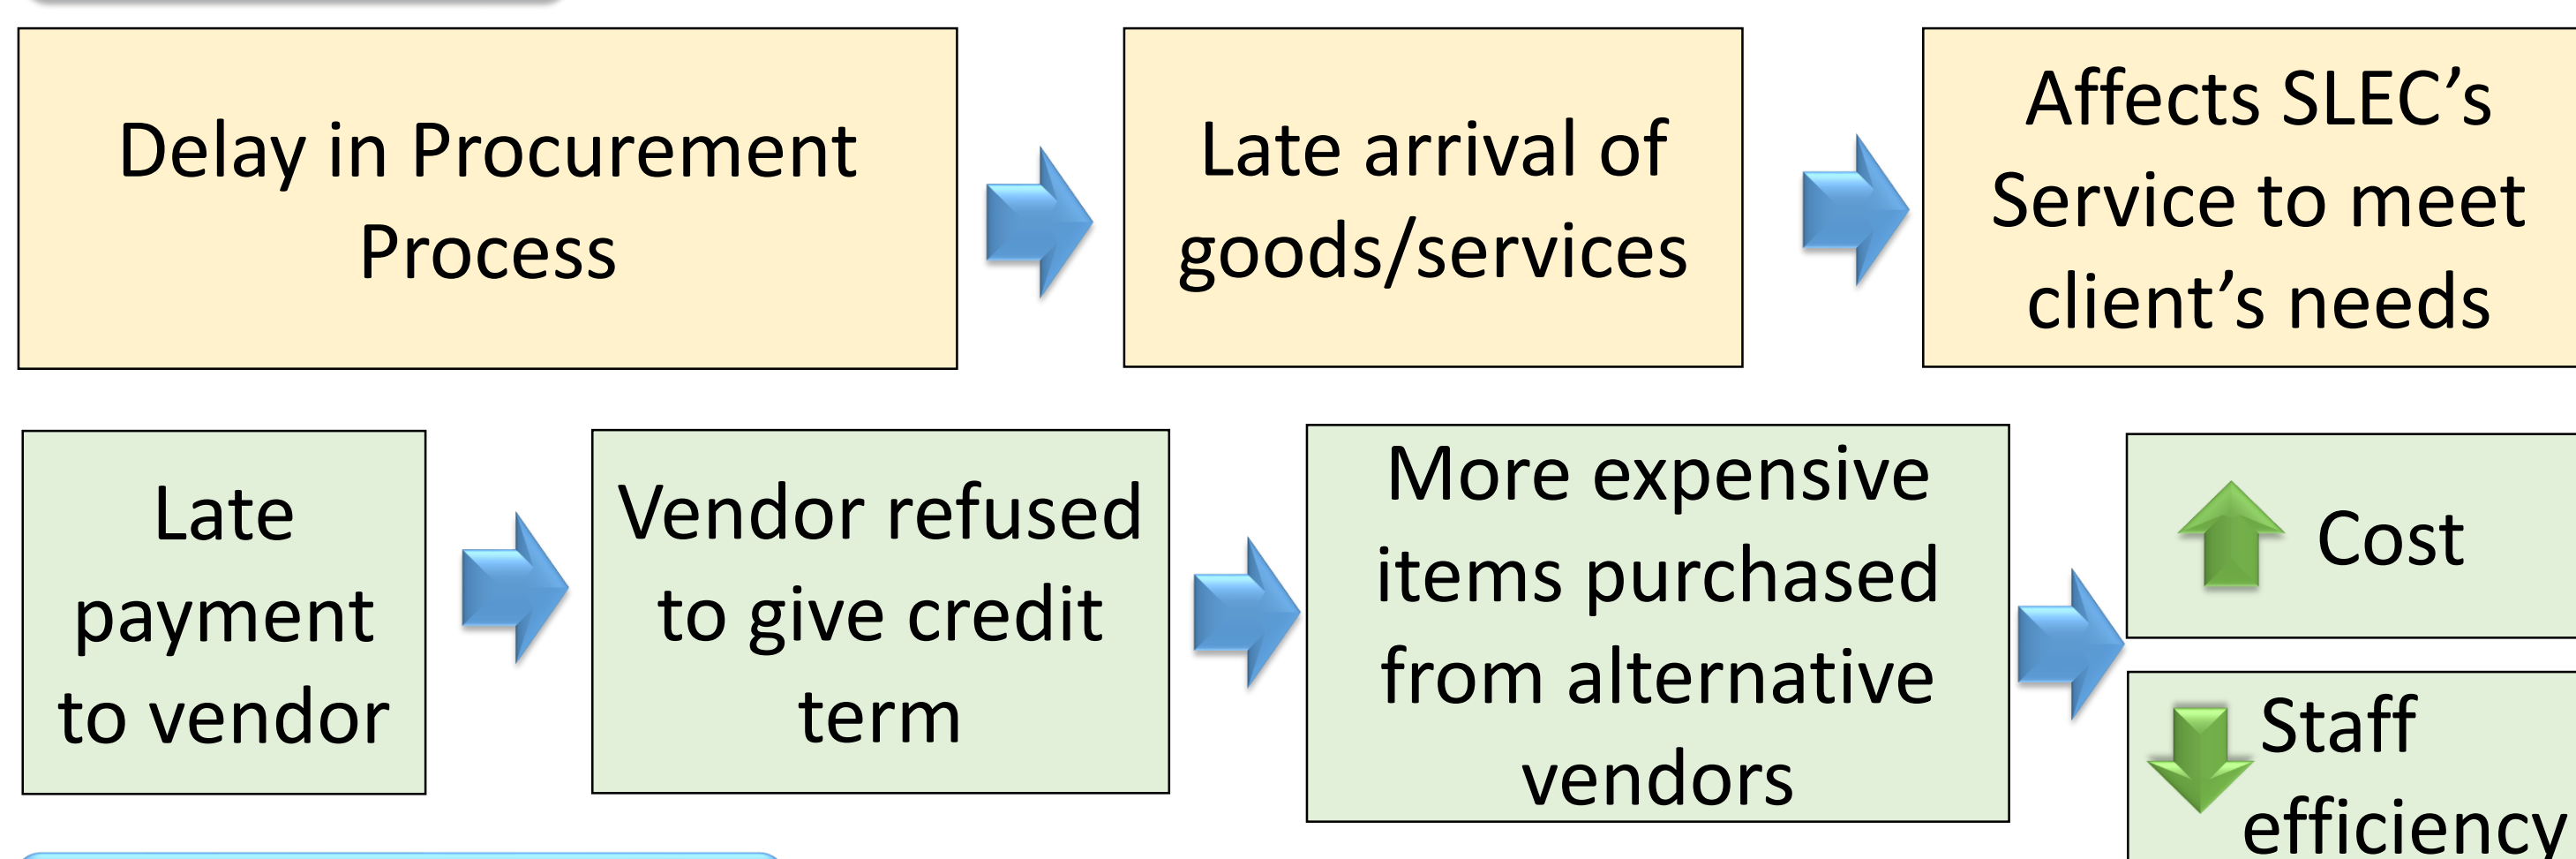 Delay in Procurement
Process
Late arrival of
goods/services
Affects SLEC’s
Service to meet
client’s needs
Late
payment
to vendor
Vendor refused
to give credit
term
More expensive
items purchased
from alternative
vendors
Cost
Staff
efficiency